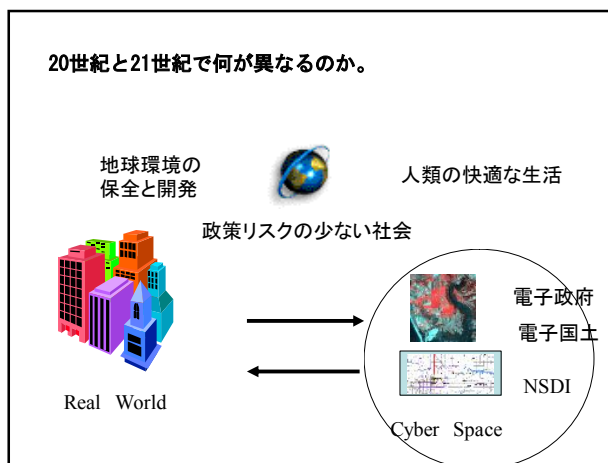 20世紀と21世紀で何が異なるのか。
地球環境の
保全と開発
人類の快適な生活
政策リスクの少ない社会
電子政府
電子国土
NSDI
Real World
Cyber Space